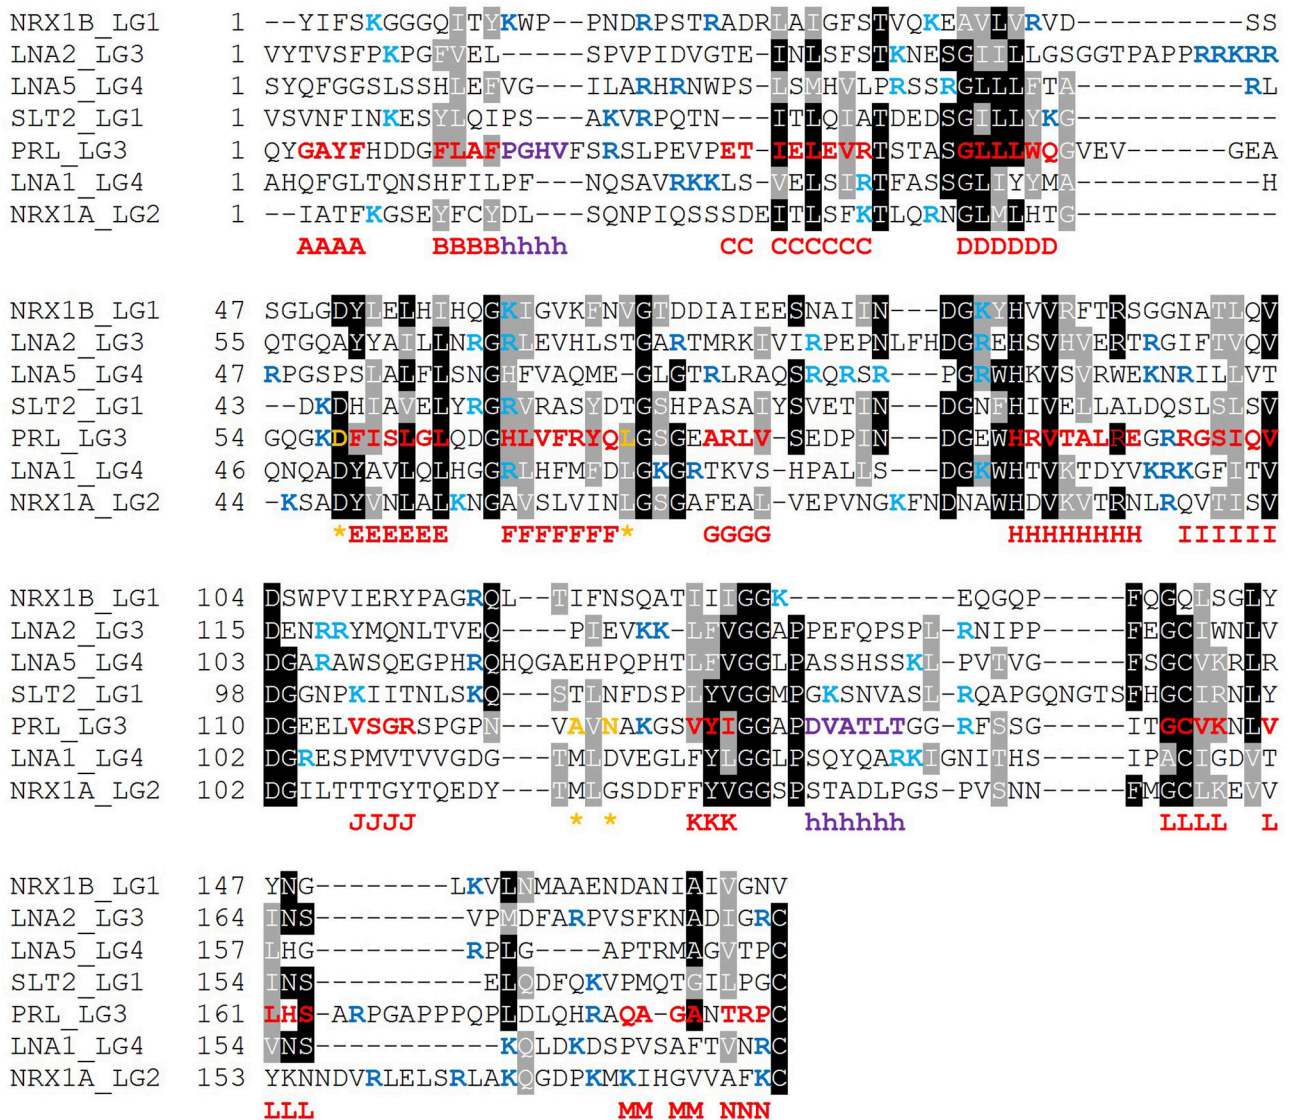 NRX1B_LG1 1 --YIFSKGGGQITYKWP---PNDRPSTRADRLAIGFSTVQKEAVLVRVD----------SS
LNA2_LG3 1 VYTVSFPKPGFVEL-----SPVPIDVGTE-INLSFSTKNESGIILLGSGGTPAPPRRKRR
LNA5_LG4 1 SYQFGGSLSSHLEFVG---ILARHRNWPS-LSMHVLPRSSRGLLLFTA----------RL
SLT2_LG1 1 VSVNFINKESYLQIPS---AKVRPQTN---ITLQIATDEDSGILLYKG------------
PRL_LG3 1 QYGAYFHDDGFLAFPGHVFSRSLPEVPET-IELEVRTSTASGLLLWQGVEV------GEA
LNA1_LG4 1 AHQFGLTQNSHFILPF---NQSAVRKKLS-VELSIRTFASSGLIYYMA-----------H
NRX1A_LG2 1 --IATFKGSEYFCYDL---SQNPIQSSSDEITLSFKTLQRNGLMLHTG------------
AAAA BBBBhhhh CC CCCCCC DDDDDD
NRX1B_LG1 47 SGLGDYLELHIHQGKIGVKFNVGTDDIAIEESNAIIN---DGKYHVVRFTRSGGNATLQV
LNA2_LG3 55 QTGQAYYAILLNRGRLEVHLSTGARTMRKIVIRPEPNLFHDGREHSVHVERTRGIFTVQV
LNA5_LG4 47 RPGSPSLALFLSNGHFVAQME-GLGTRLRAQSRQRSR---PGRWHKVSVRWEKNRILLVT
SLT2_LG1 43 --DKDHIAVELYRGRVRASYDTGSHPASAIYSVETIN---DGNFHIVELLALDQSLSLSV
PRL_LG3 54 GQGKDFISLGLQDGHLVFRYQLGSGEARLV-SEDPIN---DGEWHRVTALREGRRGSIQV
LNA1_LG4 46 QNQADYAVLQLHGGRLHFMFDLGKGRTKVS-HPALLS---DGKWHTVKTDYVKRKGFITV
NRX1A_LG2 44 -KSADYVNLALKNGAVSLVINLGSGAFEAL-VEPVNGKFNDNAWHDVKVTRNLRQVTISV
*EEEEEE FFFFFFF* GGGG HHHHHHHH IIIIII
NRX1B_LG1 104 DSWPVIERYPAGRQL--TIFNSQATIIIGGK----------EQGQP-----FQGQLSGLY
LNA2_LG3 115 DENRRYMQNLTVEQ----PIEVKK-LFVGGAPPEFQPSPL-RNIPP-----FEGCIWNLV
LNA5_LG4 103 DGARAWSQEGPHRQHQGAEHPQPHTLFVGGLPASSHSSKL-PVTVG-----FSGCVKRLR
SLT2_LG1 98 DGGNPKIITNLSKQ---STLNFDSPLYVGGMPGKSNVASL-RQAPGQNGTSFHGCIRNLY
PRL_LG3 110 DGEELVSGRSPGPN----VAVNAKGSVYIGGAPDVATLTGG-RFSSG-----ITGCVKNLV
LNA1_LG4 102 DGRESPMVTVVGDG----TMLDVEGLFYLGGLPSQYQARKIGNITHS-----IPACIGDVT
NRX1A_LG2 102 DGILTTTGYTQEDY----TMLGSDDFFYVGGSPSTADLPGS-PVSNN-----FMGCLKEVV
JJJJ * * KKK hhhhhh LLLL L
NRX1B_LG1 147 YNG--------LKVLNMAAENDANIAIVGNV
LNA2_LG3 164 INS---------VPMDFARPVSFKNADIGRC
LNA5_LG4 157 LHG---------RPLG----APTRMAGVTPC
SLT2_LG1 154 INS----------ELQDFQKVPMQTGILPGC
PRL_LG3 161 LHS-ARPGAPPPQPLDLQHRAQA-GANTRPC
LNA1_LG4 154 VNS-----------KQLDKDSPVSAFTVNRC
NRX1A_LG2 153 YKNNDVRLELSRLAKQGDPKMKIHGVVAFKC
LLL MM MM NNN